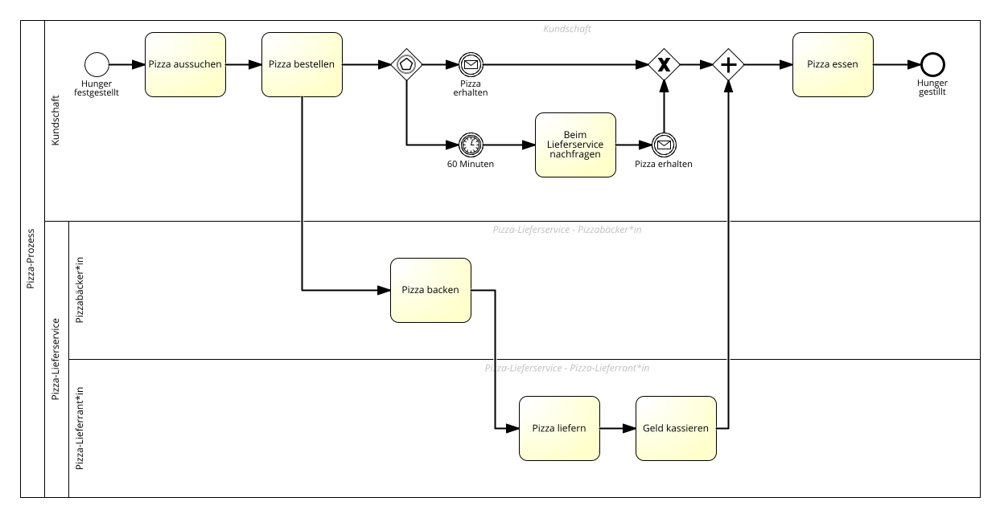 Pizza-Prozess
Kundschaft
Kundschaft
Hunger
festgestellt
Pizza aussuchen
Pizza bestellen
Pizza
erhalten
60 Minuten
Beim
Lieferservice
nachfragen
Pizza erhalten
Pizza essen
Hunger
gestillt
Pizza-Lieferservice
Pizzabäcker*in
Pizza-Lieferservice - Pizzabäcker*in
Pizza backen
Pizza-Lieferrant*in
Pizza-Lieferservice - Pizza-Lieferrant*in
Pizza liefern
Geld kassieren